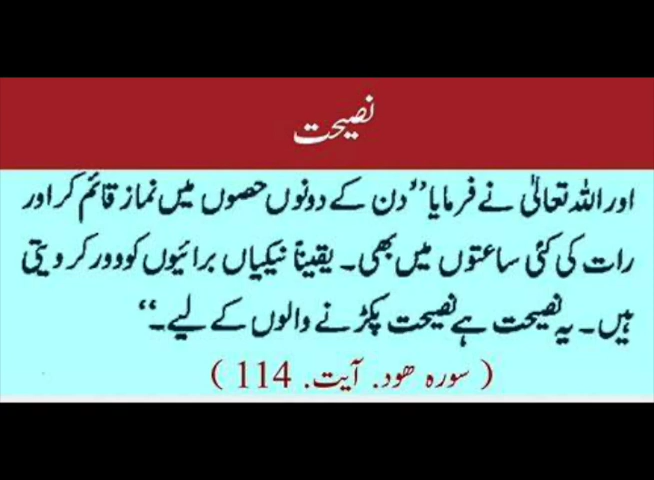 نصیحت
اور اللہ تعالیٰ نے فرمایا ”دن کے دونوں حصوں میں نماز قائم کر اور
رات کی کئی ساعتوں میں بھی۔ یقیناً نیکیاں برائیوں کو دور کر دیتی
ہیں۔ یہ نصیحت ہے نصیحت پکڑنے والوں کے لیے۔“
( سورہ ھود. آیت. 114 )